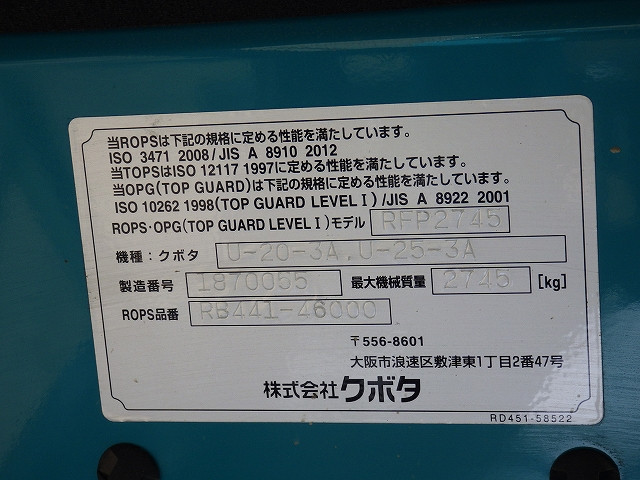 当ROPSは下記の規格に定める性能を満たしています。
ISO 3471 2008/JIS A 8910 2012
当TOPSはISO 12117 1997に定める性能を満たしています。
当OPG(TOP GUARD)は下記の規格に定める性能を満たしています。
ISO 10262 1998(TOP GUARD LEVEL I)/JIS A 8922 2001
ROPS・OPG(TOP GUARD LEVEL I)モデル RFP2745
機種：クボタ U-20-3A,U-25-3A
製造番号 1870055 最大機械質量 2745 [kg]
ROPS品番 RB441-46000
〒556-8601
大阪市浪速区敷津東1丁目2番47号
株式会社クボタ
RD451-58522